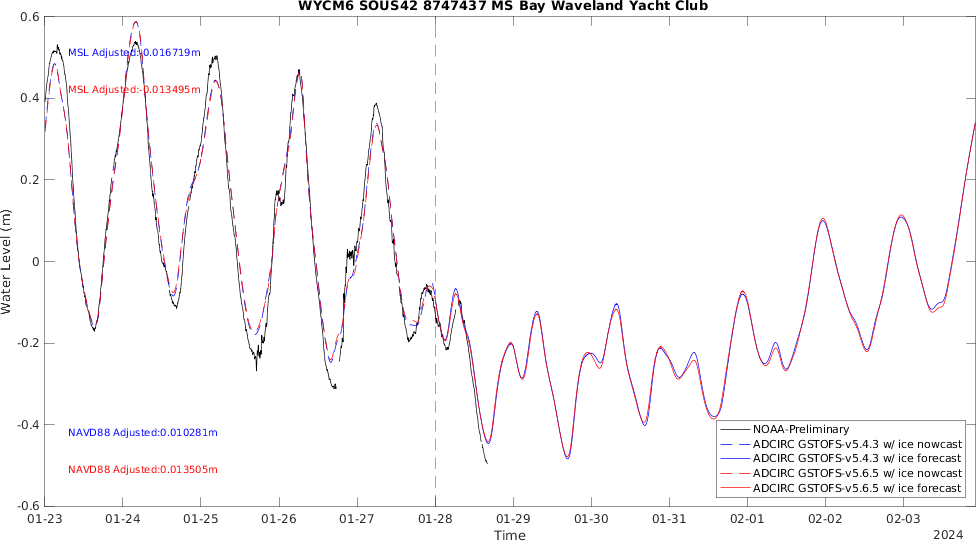 WYCM6 SOUS42 8747437 MS Bay Waveland Yacht Club
0.6
MSL Adjusted:-0.016719m
MSL Adjusted:-0.013495m
0.4
0.2
0
-0.2
-0.4
-0.6
Water Level (m)
NAVD88 Adjusted:0.010281m
NAVD88 Adjusted:0.013505m
NOAA-Preliminary
ADCIRC GSTOFS-v5.4.3 w/ ice nowcast
ADCIRC GSTOFS-v5.4.3 w/ ice forecast
ADCIRC GSTOFS-v5.6.5 w/ ice nowcast
ADCIRC GSTOFS-v5.6.5 w/ ice forecast
01-23 01-24 01-25 01-26 01-27 01-28 01-29 01-30 01-31 02-01 02-02 02-03
Time
2024